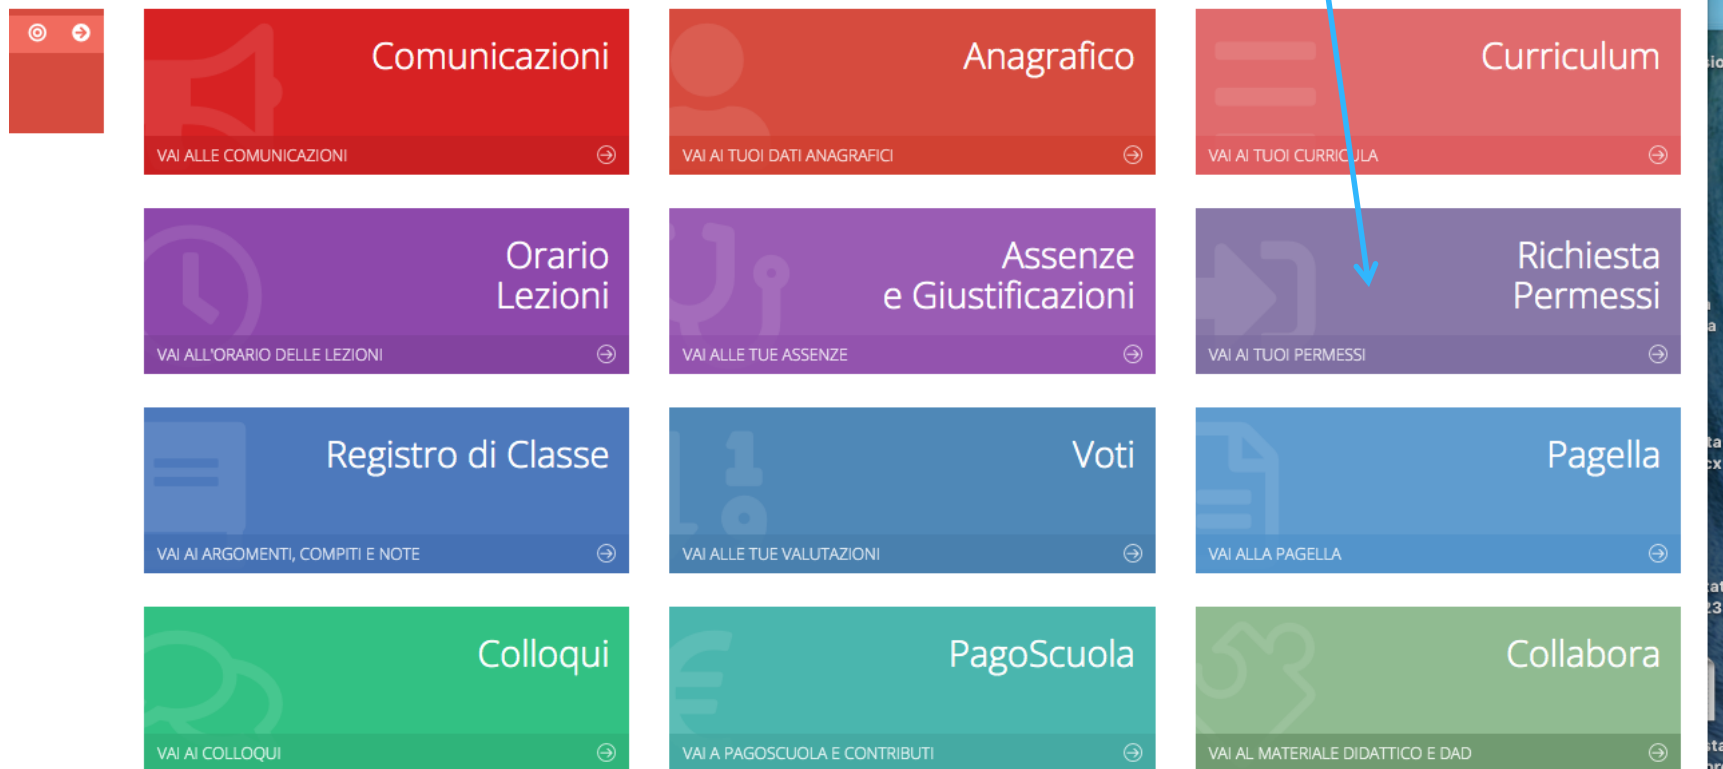 Comunicazioni
VAI ALLE COMUNICAZIONI
Anagrafico
VAI AI TUOI DATI ANAGRAFICI
Curriculum
VAI AI TUOI CURRICULA
Orario
Lezioni
VAI ALL'ORARIO DELLE LEZIONI
Assenze
e Giustificazioni
VAI ALLE TUE ASSENZE
Richiesta
Permessi
VAI AI TUOI PERMESSI
Registro di Classe
VAI AI ARGOMENTI, COMPITI E NOTE
Voti
VAI ALLE TUE VALUTAZIONI
Pagella
VAI ALLA PAGELLA
Colloqui
VAI AI COLLOQUI
PagoScuola
VAI A PAGOSCUOLA E CONTRIBUTI
Collabora
VAI AL MATERIALE DIDATTICO E DAD